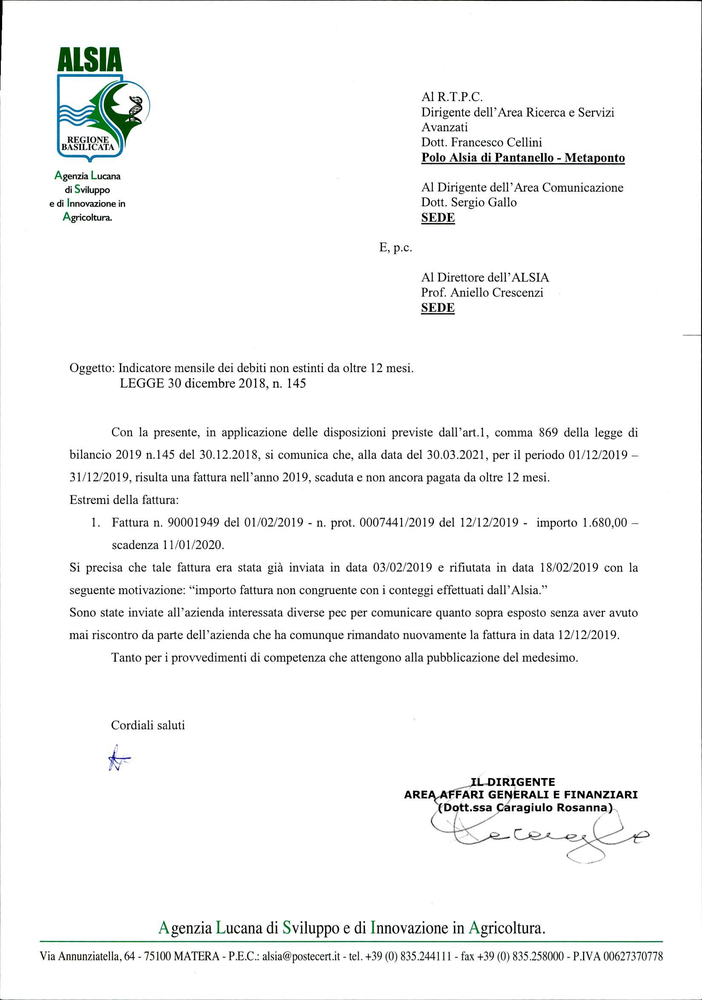 ALSIA
REGIONE
BASILICATA
Agenzia Lucana
di Sviluppo
e di Innovazione in
Agricoltura.
Al R.T.P.C.
Dirigente dell'Area Ricerca e Servizi
Avanzati
Dott. Francesco Cellini
Polo Alsia di Pantanello - Metaponto
Al Dirigente dell'Area Comunicazione
Dott. Sergio Gallo
SEDE
E, p.c.
Al Direttore dell'ALSIA
Prof. Aniello Crescenzi
SEDE
Oggetto: Indicatore mensile dei debiti non estinti da oltre 12 mesi.
LEGGE 30 dicembre 2018, n. 145
Con la presente, in applicazione delle disposizioni previste dall'art.1, comma 869 della legge di
bilancio 2019 n.145 del 30.12.2018, si comunica che, alla data del 30.03.2021, per il periodo 01/12/2019 –
31/12/2019, risulta una fattura nell'anno 2019, scaduta e non ancora pagata da oltre 12 mesi.
Estremi della fattura:
1. Fattura n. 90001949 del 01/02/2019 - n. prot. 0007441/2019 del 12/12/2019 - importo 1.680,00 –
scadenza 11/01/2020.
Si precisa che tale fattura era stata già inviata in data 03/02/2019 e rifiutata in data 18/02/2019 con la
seguente motivazione: “importo fattura non congruente con i conteggi effettuati dall'Alsia.”
Sono state inviate all'azienda interessata diverse pec per comunicare quanto sopra esposto senza aver avuto
mai riscontro da parte dell'azienda che ha comunque rimandato nuovamente la fattura in data 12/12/2019.
Tanto per i provvedimenti di competenza che attengono alla pubblicazione del medesimo.
Cordiali saluti
IL DIRIGENTE
AREA AFFARI GENERALI E FINANZIARI
(Dott.ssa Caragiulo Rosanna)
Agenzia Lucana di Sviluppo e di Innovazione in Agricoltura.
Via Annunziatella, 64 - 75100 MATERA - P.E.C.: alsia@postecert.it - tel. +39 (0) 835.244111 - fax +39 (0) 835.258000 - P.IVA 00627370778